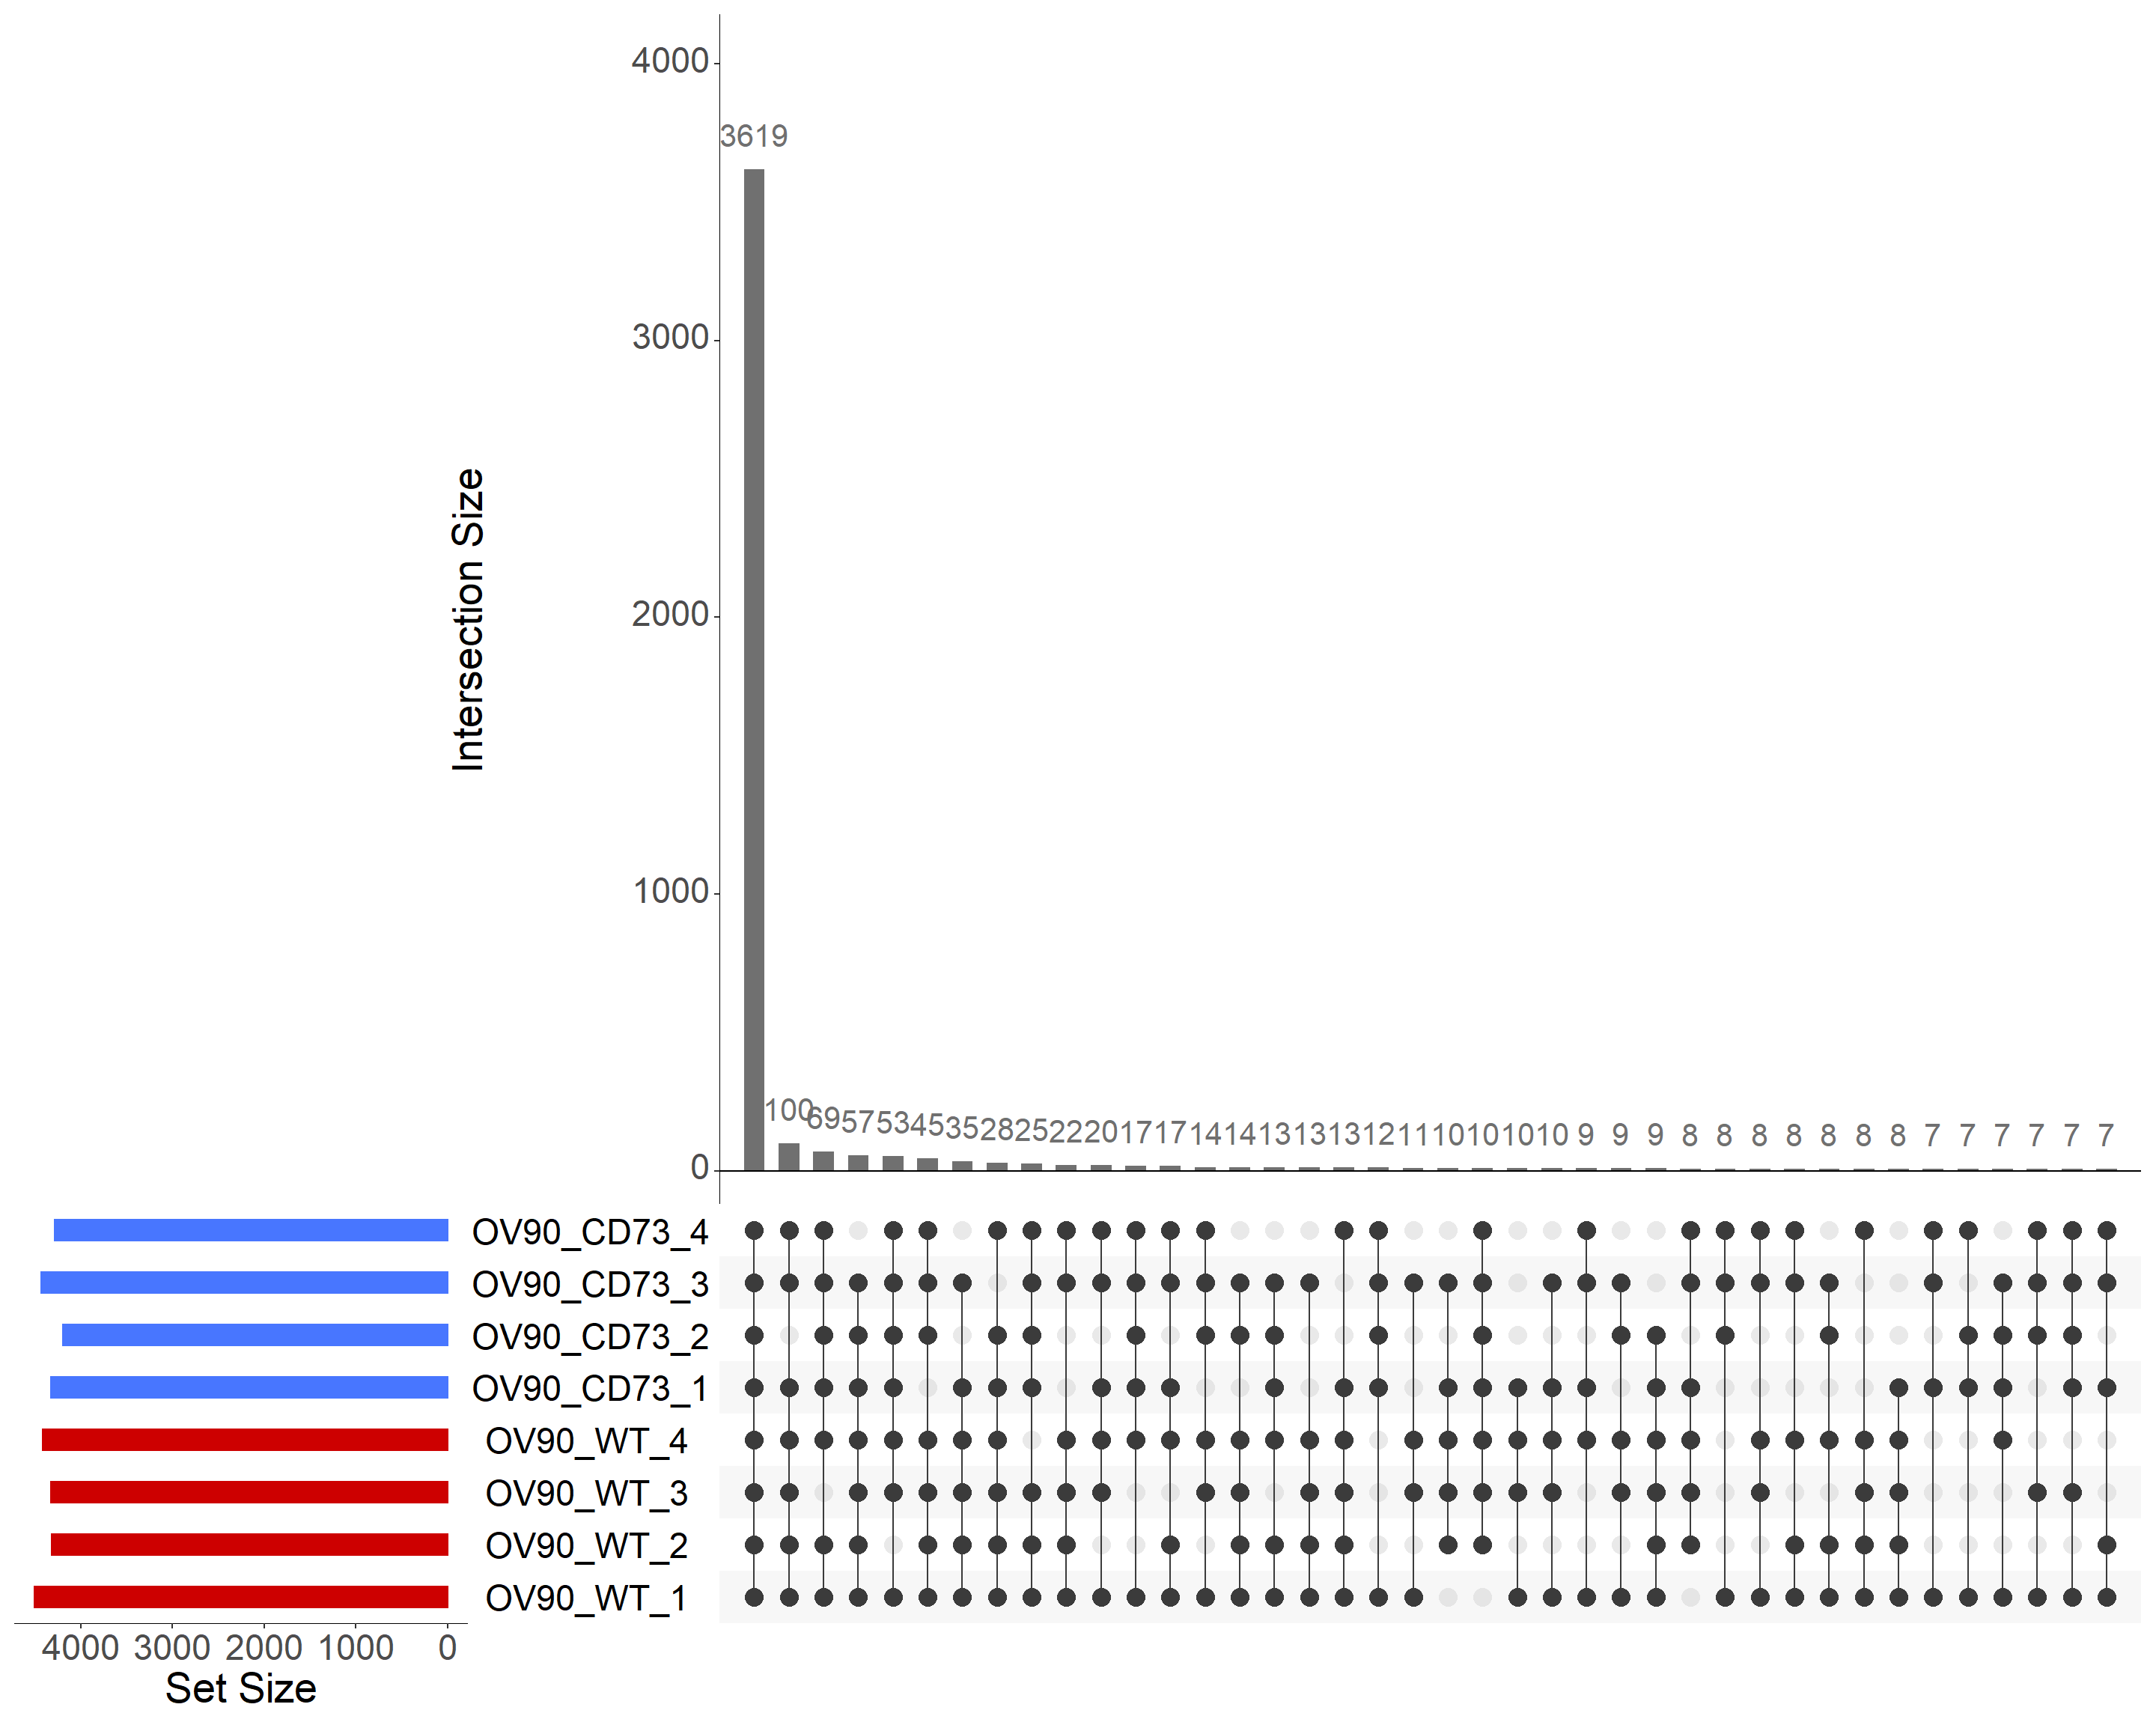 4000
3619
3000
Intersection Size
2000
1000
100 69 57 53 45 35 28 25 22 20 17 17 14 14 13 13 13 12 11 10 10 10 10 9 9 9 8 8 8 8 8 8 8 7 7 7 7 7 7
0
OV90_CD73_4
OV90_CD73_3
OV90_CD73_2
OV90_CD73_1
OV90_WT_4
OV90_WT_3
OV90_WT_2
OV90_WT_1
4000 3000 2000 1000 0
Set Size